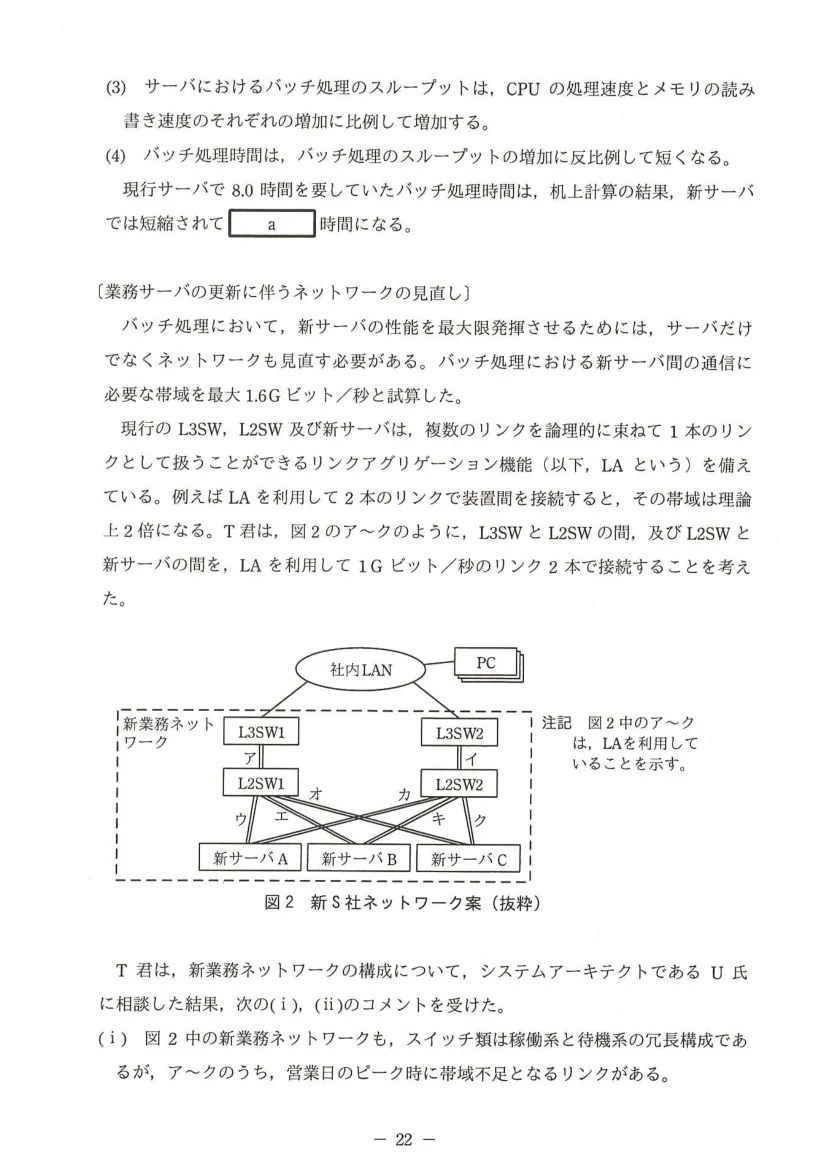 (3) サーバにおけるバッチ処理のスループットは，CPU の処理速度とメモリの読み
書き速度のそれぞれの増加に比例して増加する。
(4) バッチ処理時間は，バッチ処理のスループットの増加に反比例して短くなる。
現行サーバで 8.0 時間を要していたバッチ処理時間は，机上計算の結果，新サーバ
では短縮されて a 時間になる。
〔業務サーバの更新に伴うネットワークの見直し〕
バッチ処理において，新サーバの性能を最大限発揮させるためには，サーバだけ
でなくネットワークも見直す必要がある。バッチ処理における新サーバ間の通信に
必要な帯域を最大 1.6G ビット／秒と試算した。
現行の L3SW，L2SW 及び新サーバは，複数のリンクを論理的に束ねて 1 本のリン
クとして扱うことができるリンクアグリゲーション機能（以下，LA という）を備え
ている。例えば LA を利用して 2 本のリンクで装置間を接続すると，その帯域は理論
上 2 倍になる。T 君は，図 2 のア～クのように，L3SW と L2SW の間，及び L2SW と
新サーバの間を，LA を利用して 1G ビット／秒のリンク 2 本で接続することを考え
た。
社内LAN
PC
新業務ネット
ワーク
L3SW1
L3SW2
注記 図 2 中のア～ク
は，LAを利用して
いることを示す。
ア
イ
L2SW1
L2SW2
オ
カ
ウ
エ
キ
ク
新サーバ A
新サーバ B
新サーバ C
図 2 新 S 社ネットワーク案（抜粋）
T 君は，新業務ネットワークの構成について，システムアーキテクトである U 氏
に相談した結果，次の(ⅰ)，(ⅱ)のコメントを受けた。
(ⅰ) 図 2 中の新業務ネットワークも，スイッチ類は稼働系と待機系の冗長構成であ
るが，ア～クのうち，営業日のピーク時に帯域不足となるリンクがある。
－ 22 －